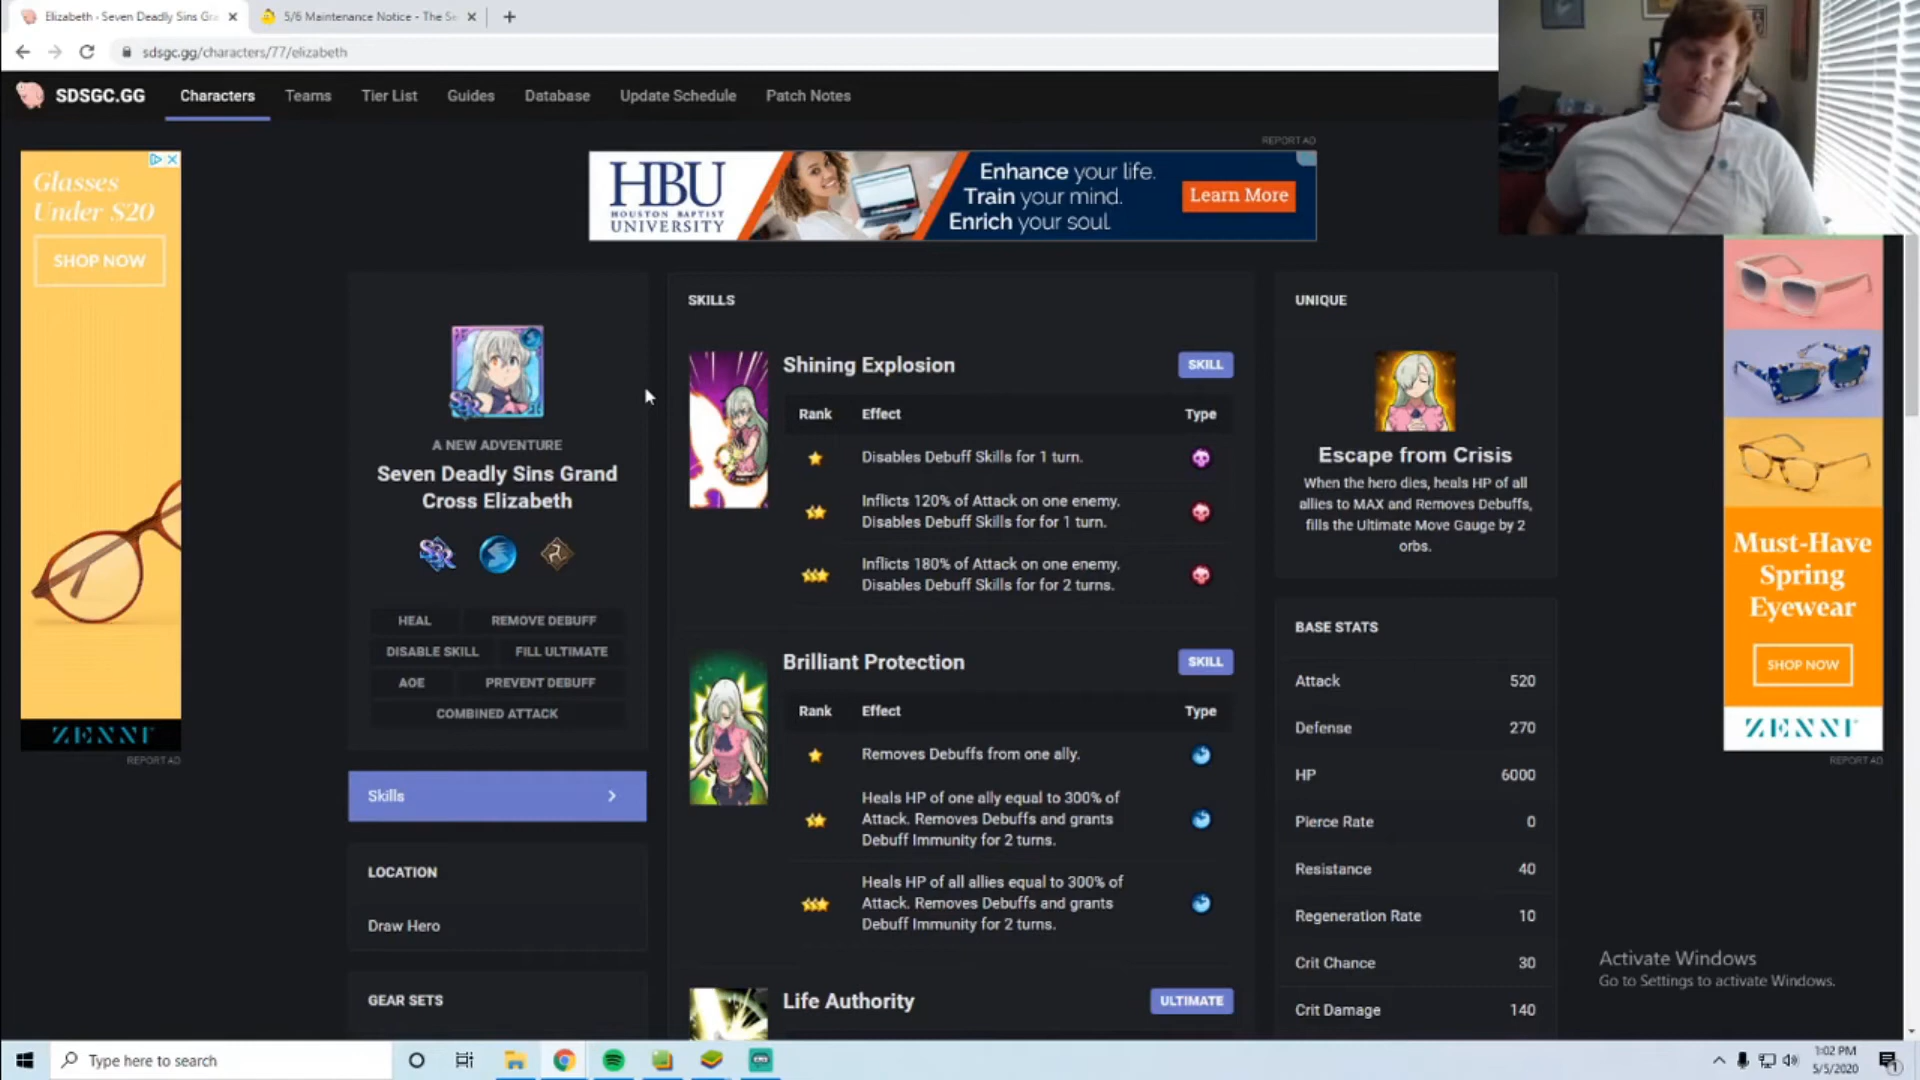 Elizabeth - Seven Deadly Sins Gra
5/6 Maintenance Notice - The Se
sdsgc.gg/characters/77/elizabeth
SDSGC.GG
Characters
Teams
Tier List
Guides
Database
Update Schedule
Patch Notes
REPORT AD
Glasses
Under $20
SHOP NOW
ZENNI
REPORT AD
HBU
HOUSTON BAPTIST
UNIVERSITY
Enhance your life.
Train your mind.
Enrich your soul.
Learn More
A NEW ADVENTURE
Seven Deadly Sins Grand
Cross Elizabeth
SSR
HEAL
REMOVE DEBUFF
DISABLE SKILL
FILL ULTIMATE
AOE
PREVENT DEBUFF
COMBINED ATTACK
Skills
LOCATION
Draw Hero
GEAR SETS
SKILLS
Shining Explosion
SKILL
Rank Effect Type
Disables Debuff Skills for 1 turn.
Inflicts 120% of Attack on one enemy.
Disables Debuff Skills for for 1 turn.
Inflicts 180% of Attack on one enemy.
Disables Debuff Skills for for 2 turns.
Brilliant Protection
SKILL
Rank Effect Type
Removes Debuffs from one ally.
Heals HP of one ally equal to 300% of
Attack. Removes Debuffs and grants
Debuff Immunity for 2 turns.
Heals HP of all allies equal to 300% of
Attack. Removes Debuffs and grants
Debuff Immunity for 2 turns.
Life Authority
ULTIMATE
UNIQUE
Escape from Crisis
When the hero dies, heals HP of all
allies to MAX and Removes Debuffs,
fills the Ultimate Move Gauge by 2
orbs.
BASE STATS
Attack 520
Defense 270
HP 6000
Pierce Rate 0
Resistance 40
Regeneration Rate 10
Crit Chance 30
Crit Damage 140
Must-Have
Spring
Eyewear
SHOP NOW
ZENNI
REPORT AD
Activate Windows
Go to Settings to activate Windows.
Type here to search
1:02 PM
5/5/2020
1